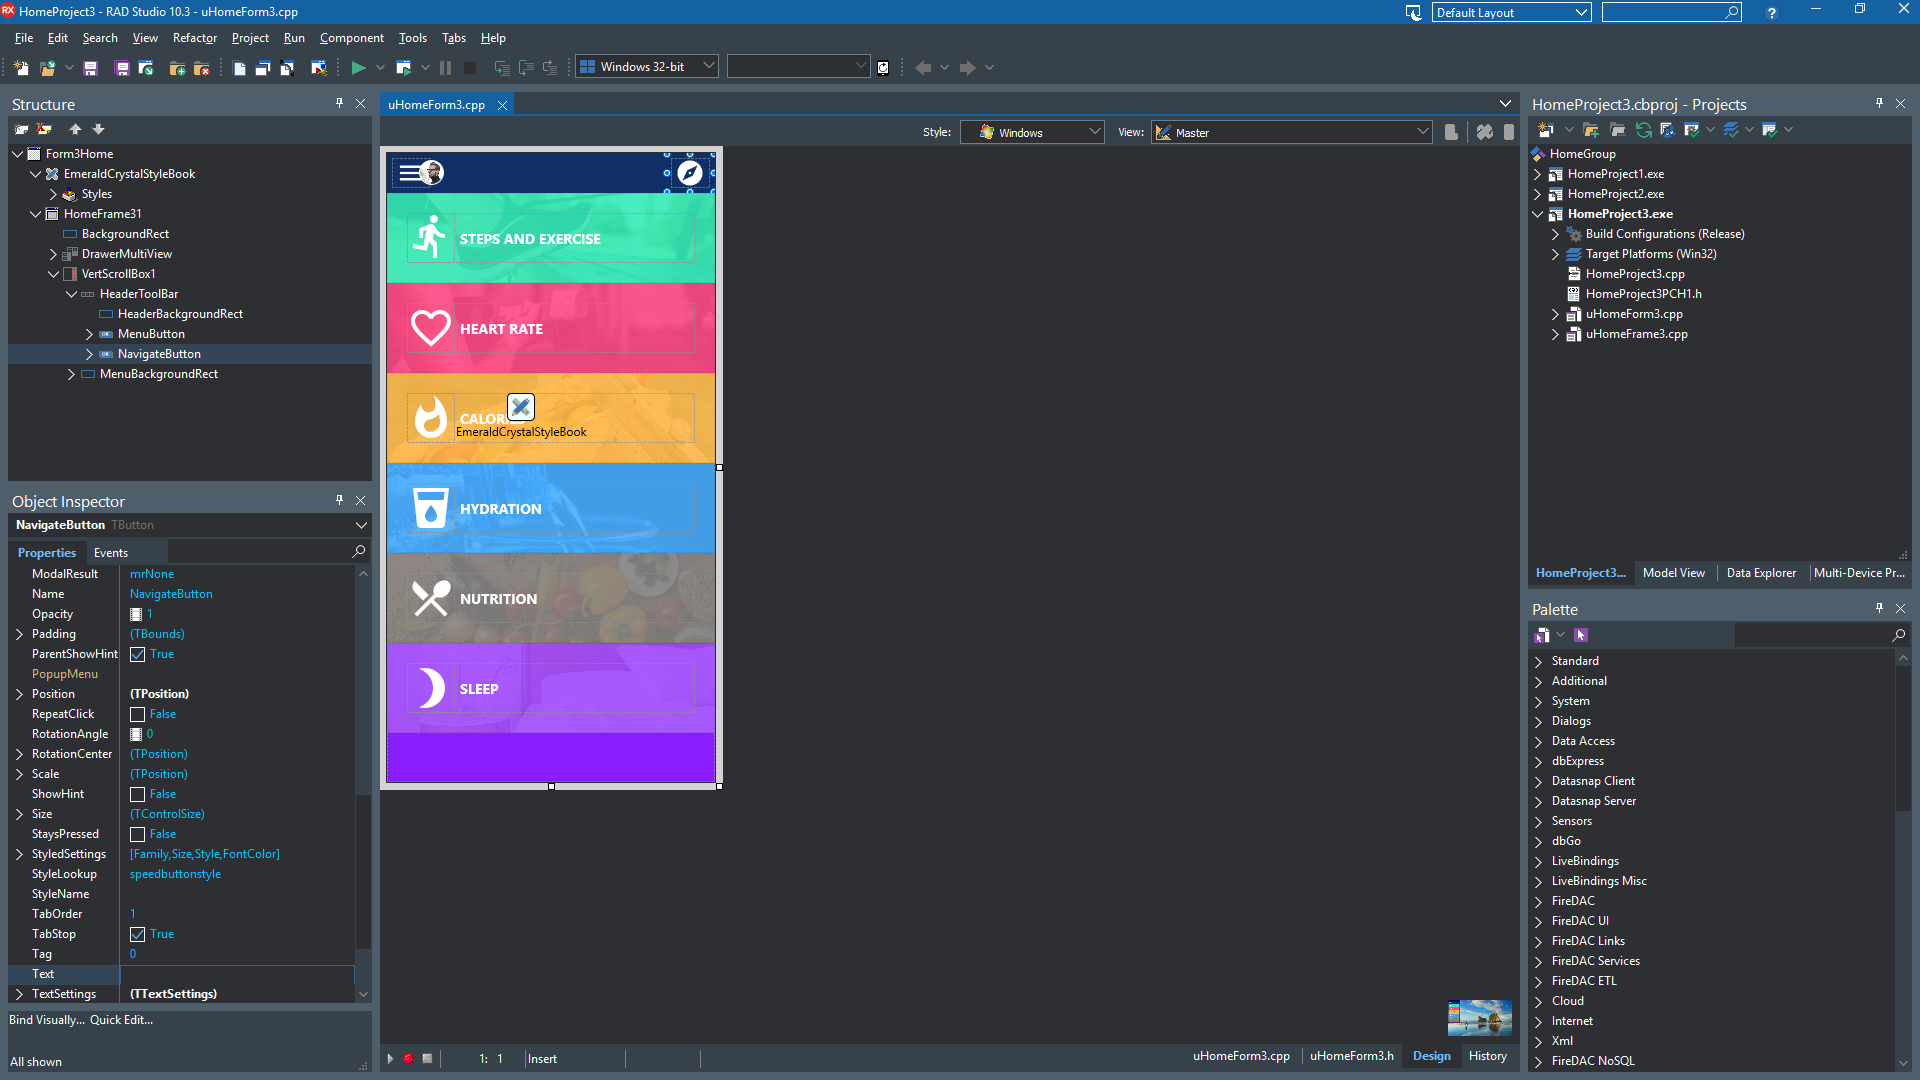 RX HomeProject3 - RAD Studio 10.3 - uHomeForm3.cpp
Default Layout
?
File Edit Search View Refactor Project Run Component Tools Tabs Help
Windows 32-bit
Structure
Form3Home
EmeraldCrystalStyleBook
Styles
HomeFrame31
BackgroundRect
DrawerMultiView
VertScrollBox1
HeaderToolBar
HeaderBackgroundRect
OK MenuButton
OK NavigateButton
MenuBackgroundRect
Object Inspector
NavigateButton TButton
Properties Events
ModalResult mrNone
Name NavigateButton
Opacity 1
Padding (TBounds)
ParentShowHint True
PopupMenu
Position (TPosition)
RepeatClick False
RotationAngle 0
RotationCenter (TPosition)
Scale (TPosition)
ShowHint False
Size (TControlSize)
StaysPressed False
StyledSettings [Family,Size,Style,FontColor]
StyleLookup speedbuttonstyle
StyleName
TabOrder 1
TabStop True
Tag 0
Text
TextSettings (TTextSettings)
Bind Visually... Quick Edit...
All shown
uHomeForm3.cpp
Style: Windows View: Master
STEPS AND EXERCISE
HEART RATE
EmeraldCrystalStyleBook
HYDRATION
NUTRITION
SLEEP
1: 1 Insert
uHomeForm3.cpp uHomeForm3.h Design History
HomeProject3.cbproj - Projects
HomeGroup
HomeProject1.exe
HomeProject2.exe
HomeProject3.exe
Build Configurations (Release)
Target Platforms (Win32)
HomeProject3.cpp
HomeProject3PCH1.h
uHomeForm3.cpp
uHomeFrame3.cpp
HomeProject3... Model View Data Explorer Multi-Device Pr...
Palette
Standard
Additional
System
Dialogs
Data Access
dbExpress
Datasnap Client
Datasnap Server
Sensors
dbGo
LiveBindings
LiveBindings Misc
FireDAC
FireDAC UI
FireDAC Links
FireDAC Services
FireDAC ETL
Cloud
Internet
Xml
FireDAC NoSQL